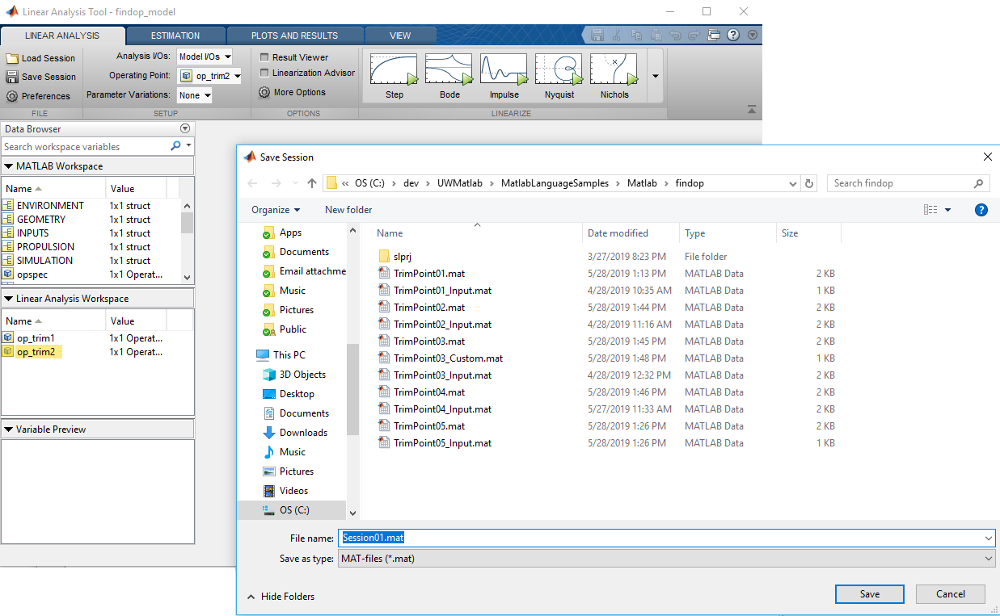 Linear Analysis Tool - findop_model
LINEAR ANALYSIS ESTIMATION PLOTS AND RESULTS VIEW
Load Session
Save Session
Preferences
FILE
Analysis I/Os: Model I/Os
Operating Point: op_trim2
Parameter Variations: None
SETUP
Result Viewer
Linearization Advisor
More Options
OPTIONS
Step Bode Impulse Nyquist Nichols
LINEARIZE
Data Browser
Search workspace variables
MATLAB Workspace
Name Value
ENVIRONMENT 1x1 struct
GEOMETRY 1x1 struct
INPUTS 1x1 struct
PROPULSION 1x1 struct
SIMULATION 1x1 struct
opspec 1x1 Operat...
Linear Analysis Workspace
Name Value
op_trim1 1x1 Operat...
op_trim2 1x1 Operat...
Variable Preview
Save Session
« OS (C:) › dev › UWMatlab › MatlabLanguageSamples › Matlab › findop
Search findop
Organize New folder
Apps
Documents
Email attachme
Music
Pictures
Public
This PC
3D Objects
Desktop
Documents
Downloads
Music
Pictures
Videos
OS (C:)
Name Date modified Type Size
slprj 3/27/2019 8:23 PM File folder
TrimPoint01.mat 5/28/2019 1:13 PM MATLAB Data 2 KB
TrimPoint01_Input.mat 4/28/2019 10:35 AM MATLAB Data 1 KB
TrimPoint02.mat 5/28/2019 1:44 PM MATLAB Data 2 KB
TrimPoint02_Input.mat 4/28/2019 11:16 AM MATLAB Data 2 KB
TrimPoint03.mat 5/28/2019 1:45 PM MATLAB Data 2 KB
TrimPoint03_Custom.mat 5/28/2019 1:48 PM MATLAB Data 1 KB
TrimPoint03_Input.mat 4/28/2019 12:32 PM MATLAB Data 2 KB
TrimPoint04.mat 5/28/2019 1:46 PM MATLAB Data 2 KB
TrimPoint04_Input.mat 5/27/2019 11:33 AM MATLAB Data 2 KB
TrimPoint05.mat 5/28/2019 1:26 PM MATLAB Data 2 KB
TrimPoint05_Input.mat 5/28/2019 1:26 PM MATLAB Data 1 KB
File name: Session01.mat
Save as type: MAT-files (*.mat)
Hide Folders
Save Cancel